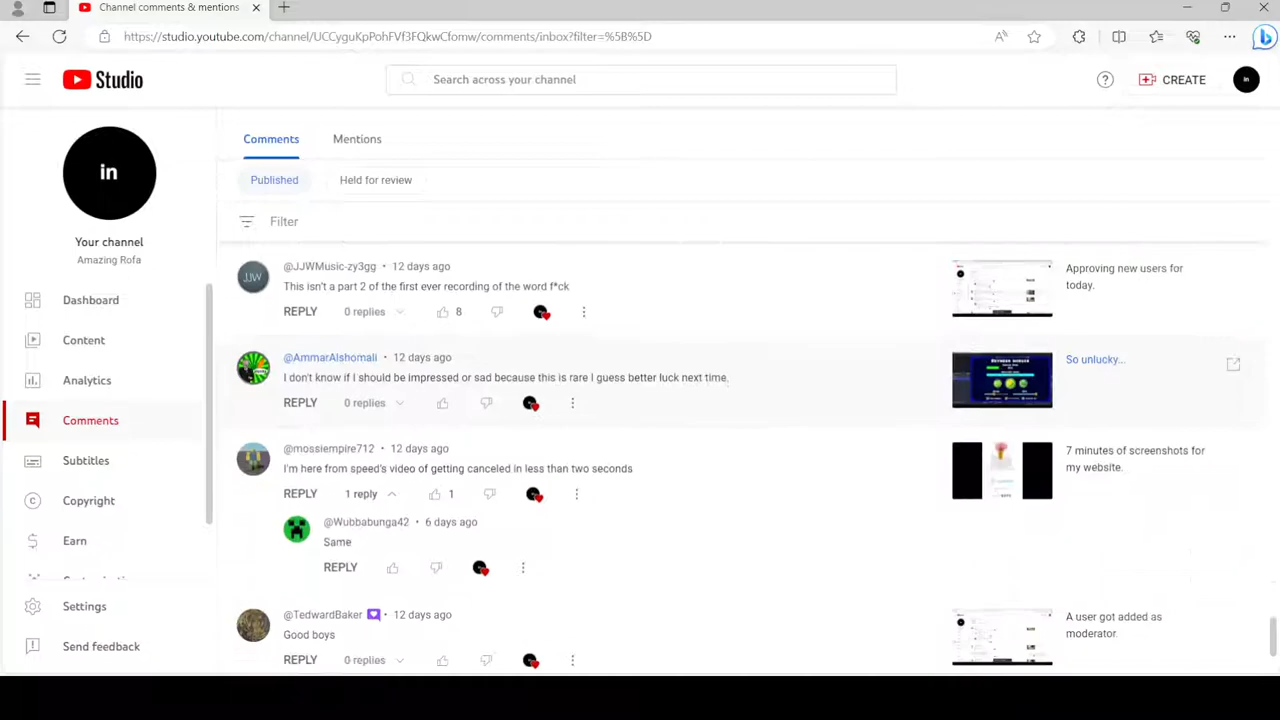 Channel comments & mentions
https://studio.youtube.com/channel/UCCyguKpPohFVf3FQkwCfomw/comments/inbox?filter=%5B%5D
Studio
Search across your channel
CREATE
in
in
Your channel
Amazing Rofa
Dashboard
Content
Analytics
Comments
Subtitles
Copyright
Earn
Settings
Send feedback
Comments
Mentions
Published
Held for review
Filter
JJW
@JJWMusic-zy3gg • 12 days ago
This isn't a part 2 of the first ever recording of the word f*ck
REPLY 0 replies 8
Approving new users for
today.
@AmmarAlshomali • 12 days ago
I don't know if I should be impressed or sad because this is rare I guess better luck next time.
REPLY 0 replies
So unlucky...
@mossiempire712 • 12 days ago
I'm here from speed's video of getting canceled in less than two seconds
REPLY 1 reply 1
7 minutes of screenshots for
my website.
@Wubbabunga42 • 6 days ago
Same
REPLY
@TedwardBaker • 12 days ago
Good boys
REPLY 0 replies
A user got added as
moderator.